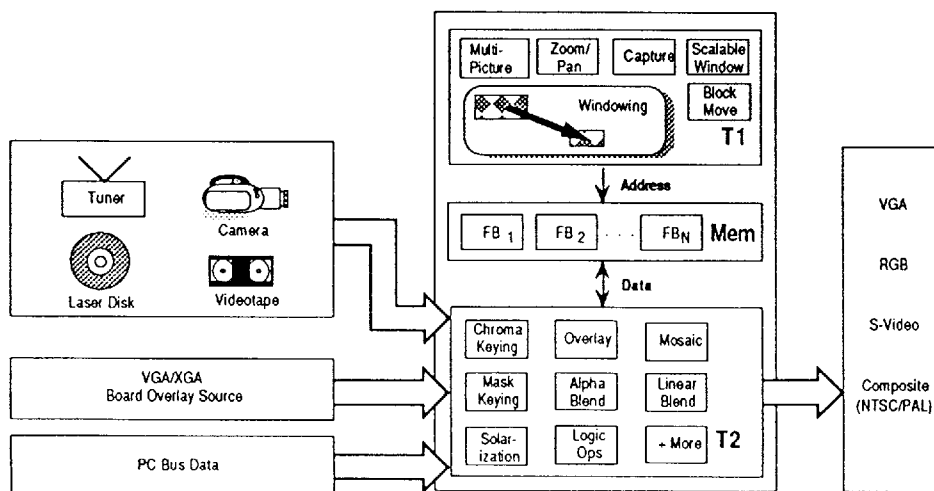 Multi-
Picture
Zoom/
Pan
Capture
Scalable
Window
Windowing
Block
Move
T1
Address
FB 1
FB 2
. . . .
FB N
Mem
Data
Tuner
Camera
Laser Disk
Videotape
VGA/XGA
Board Overlay Source
PC Bus Data
Chroma
Keying
Overlay
Mosaic
Mask
Keying
Alpha
Blend
Linear
Blend
Solar-
ization
Logic
Ops
+ More
T2
VGA
RGB
S-Video
Composite
(NTSC/PAL)